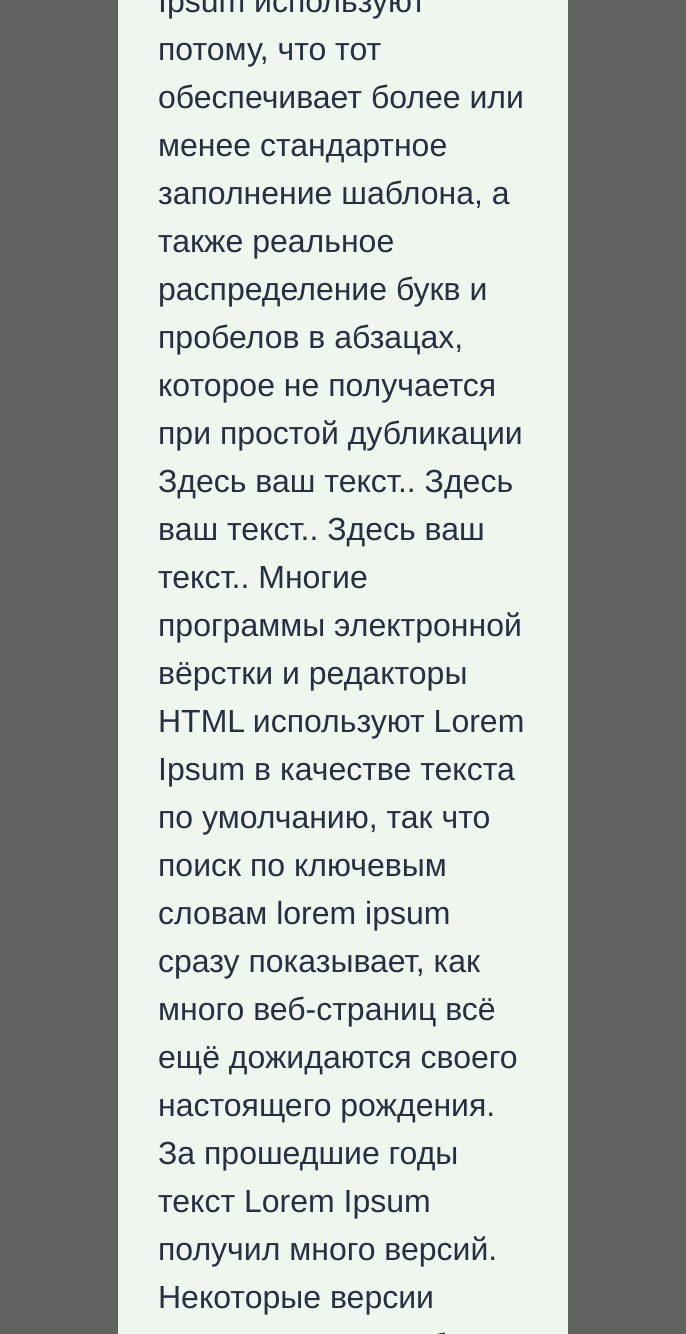 Ipsum используют
потому, что тот
обеспечивает более или
менее стандартное
заполнение шаблона, а
также реальное
распределение букв и
пробелов в абзацах,
которое не получается
при простой дубликации
Здесь ваш текст.. Здесь
ваш текст.. Здесь ваш
текст.. Многие
программы электронной
вёрстки и редакторы
HTML используют Lorem
Ipsum в качестве текста
по умолчанию, так что
поиск по ключевым
словам lorem ipsum
сразу показывает, как
много веб-страниц всё
ещё дожидаются своего
настоящего рождения.
За прошедшие годы
текст Lorem Ipsum
получил много версий.
Некоторые версии